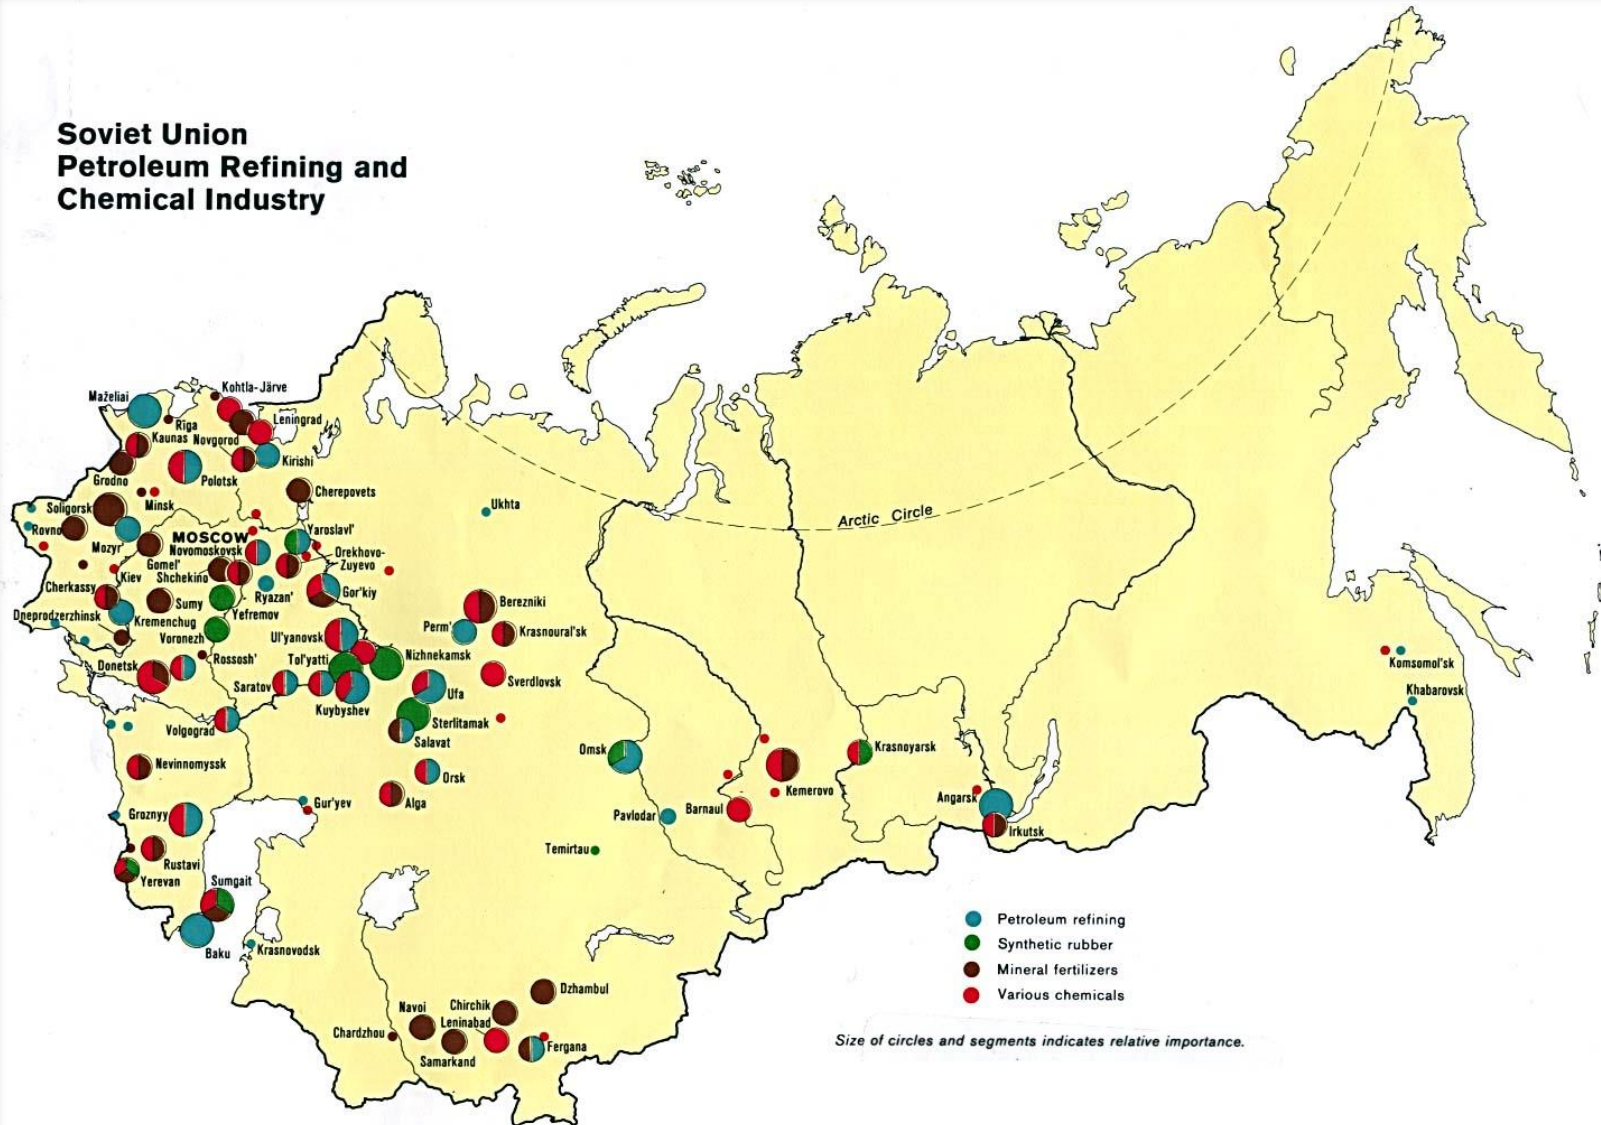 Soviet Union
Petroleum Refining and
Chemical Industry
Kohtla-Järve
Maželiai
Leningrad
Rīga
Kaunas
Novgorod
Kirishi
Grodno
Polotsk
Cherepovets
Soligorsk
Minsk
Ukhta
Arctic Circle
Rovno
MOSCOW
Yaroslavl'
Mozyr'
Novomoskovsk
Orekhovo-
Zuyevo
Gomel'
Shchekino
Kiev
Cherkassy
Ryazan'
Gor'kiy
Sumy
Berezniki
Dneprodzerzhinsk
Yefremov
Kremenchug
Perm'
Krasnoural'sk
Voronezh
Ul'yanovsk
Rossosh'
Tol'yatti
Nizhnekamsk
Donetsk
Saratov
Sverdlovsk
Ufa
Kuybyshev
Komsomol'sk
Khabarovsk
Sterlitamak
Volgograd
Salavat
Omsk
Krasnoyarsk
Nevinnomyssk
Orsk
Kemerovo
Alga
Gur'yev
Angarsk
Barnaul
Pavlodar
Groznyy
Irkutsk
Temirtau
Rustavi
Yerevan
Sumgait
Baku
Krasnovodsk
Petroleum refining
Synthetic rubber
Mineral fertilizers
Various chemicals
Dzhambul
Navoi
Chirchik
Leninabad
Chardzhou
Fergana
Samarkand
Size of circles and segments indicates relative importance.